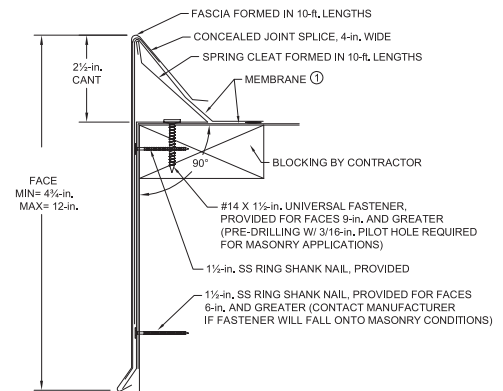 FASCIA FORMED IN 10-ft. LENGTHS
CONCEALED JOINT SPLICE, 4-in. WIDE
SPRING CLEAT FORMED IN 10-ft. LENGTHS
2½-in.
CANT
MEMBRANE ①
90°
BLOCKING BY CONTRACTOR
FACE
MIN= 4¾-in.
MAX= 12-in.
#14 X 1½-in. UNIVERSAL FASTENER,
PROVIDED FOR FACES 9-in. AND GREATER
(PRE-DRILLING W/ 3/16-in. PILOT HOLE REQUIRED
FOR MASONRY APPLICATIONS)
1½-in. SS RING SHANK NAIL, PROVIDED
1½-in. SS RING SHANK NAIL, PROVIDED FOR FACES
6-in. AND GREATER (CONTACT MANUFACTURER
IF FASTENER WILL FALL ONTO MASONRY CONDITIONS)